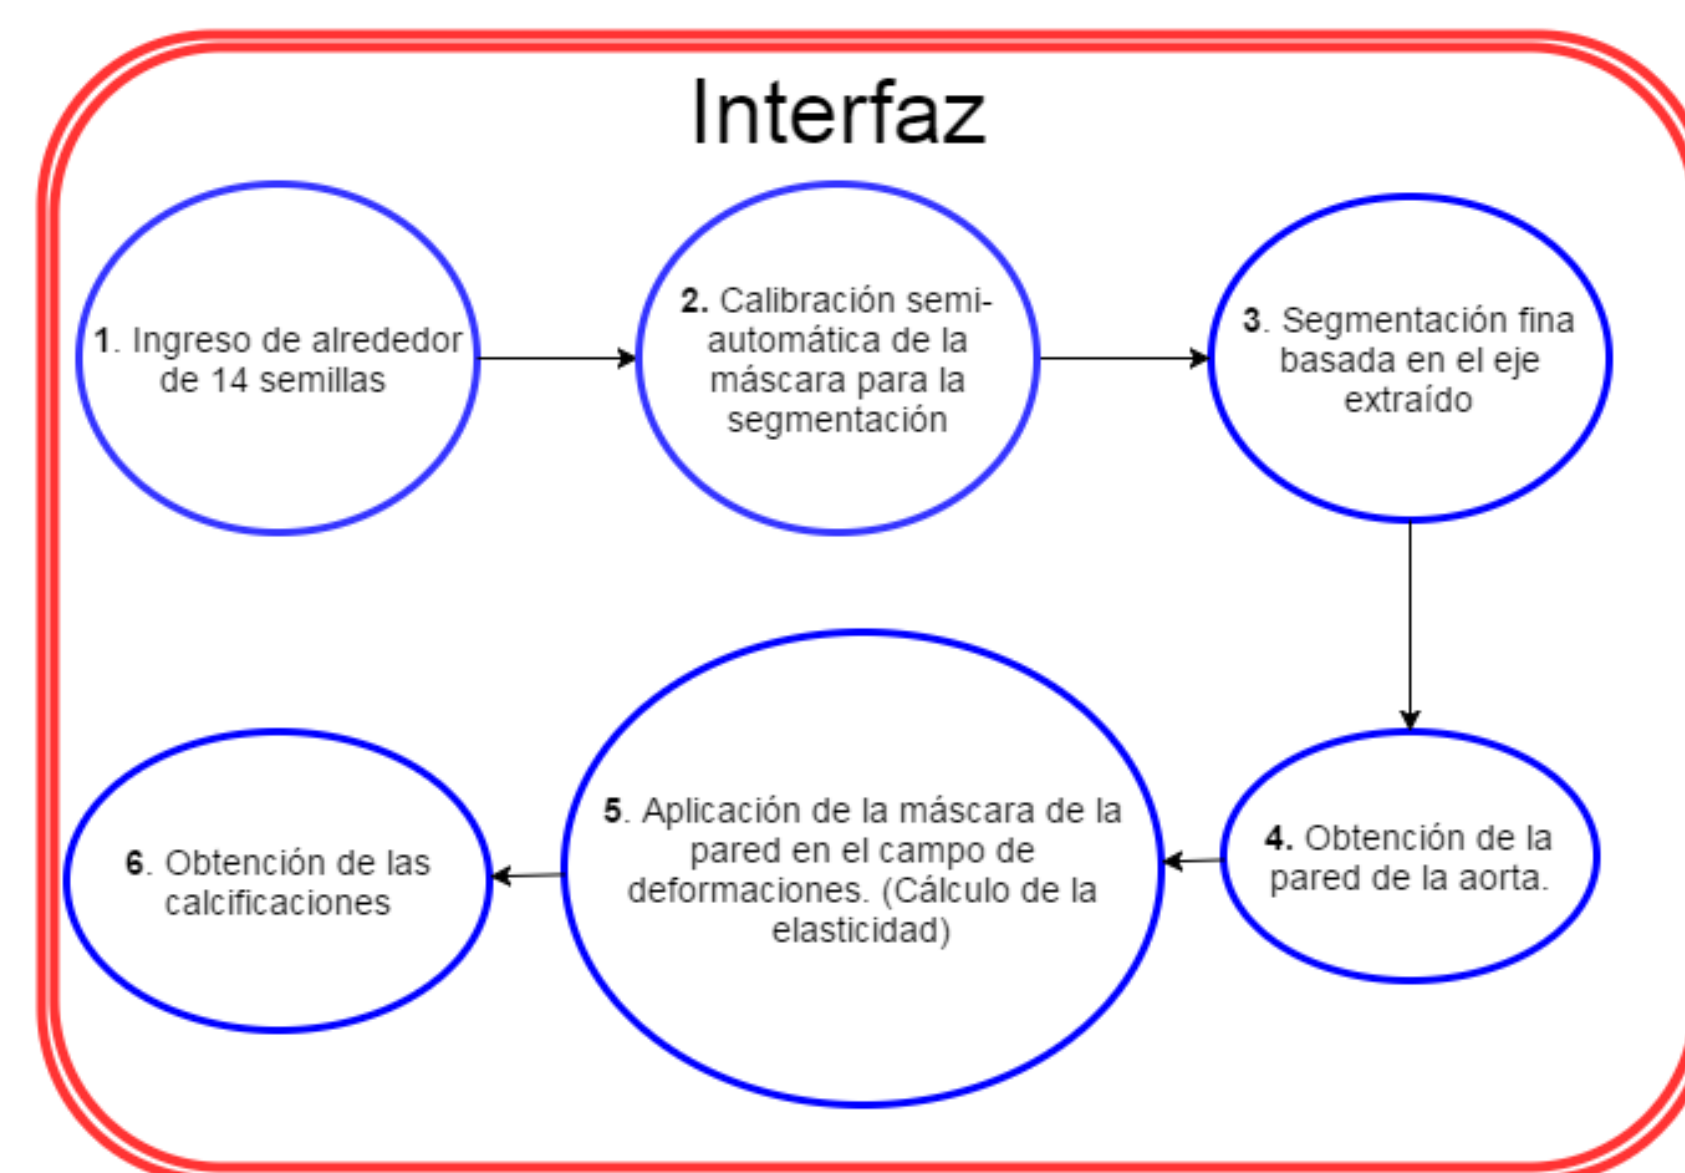 Interfaz
1. Ingreso de alrededor
de 14 semillas
2. Calibración semi-
automática de la
máscara para la
segmentación
3. Segmentación fina
basada en el eje
extraído
4. Obtención de la
pared de la aorta.
5. Aplicación de la máscara de la
pared en el campo de
deformaciones. (Cálculo de la
elasticidad)
6. Obtención de las
calcificaciones